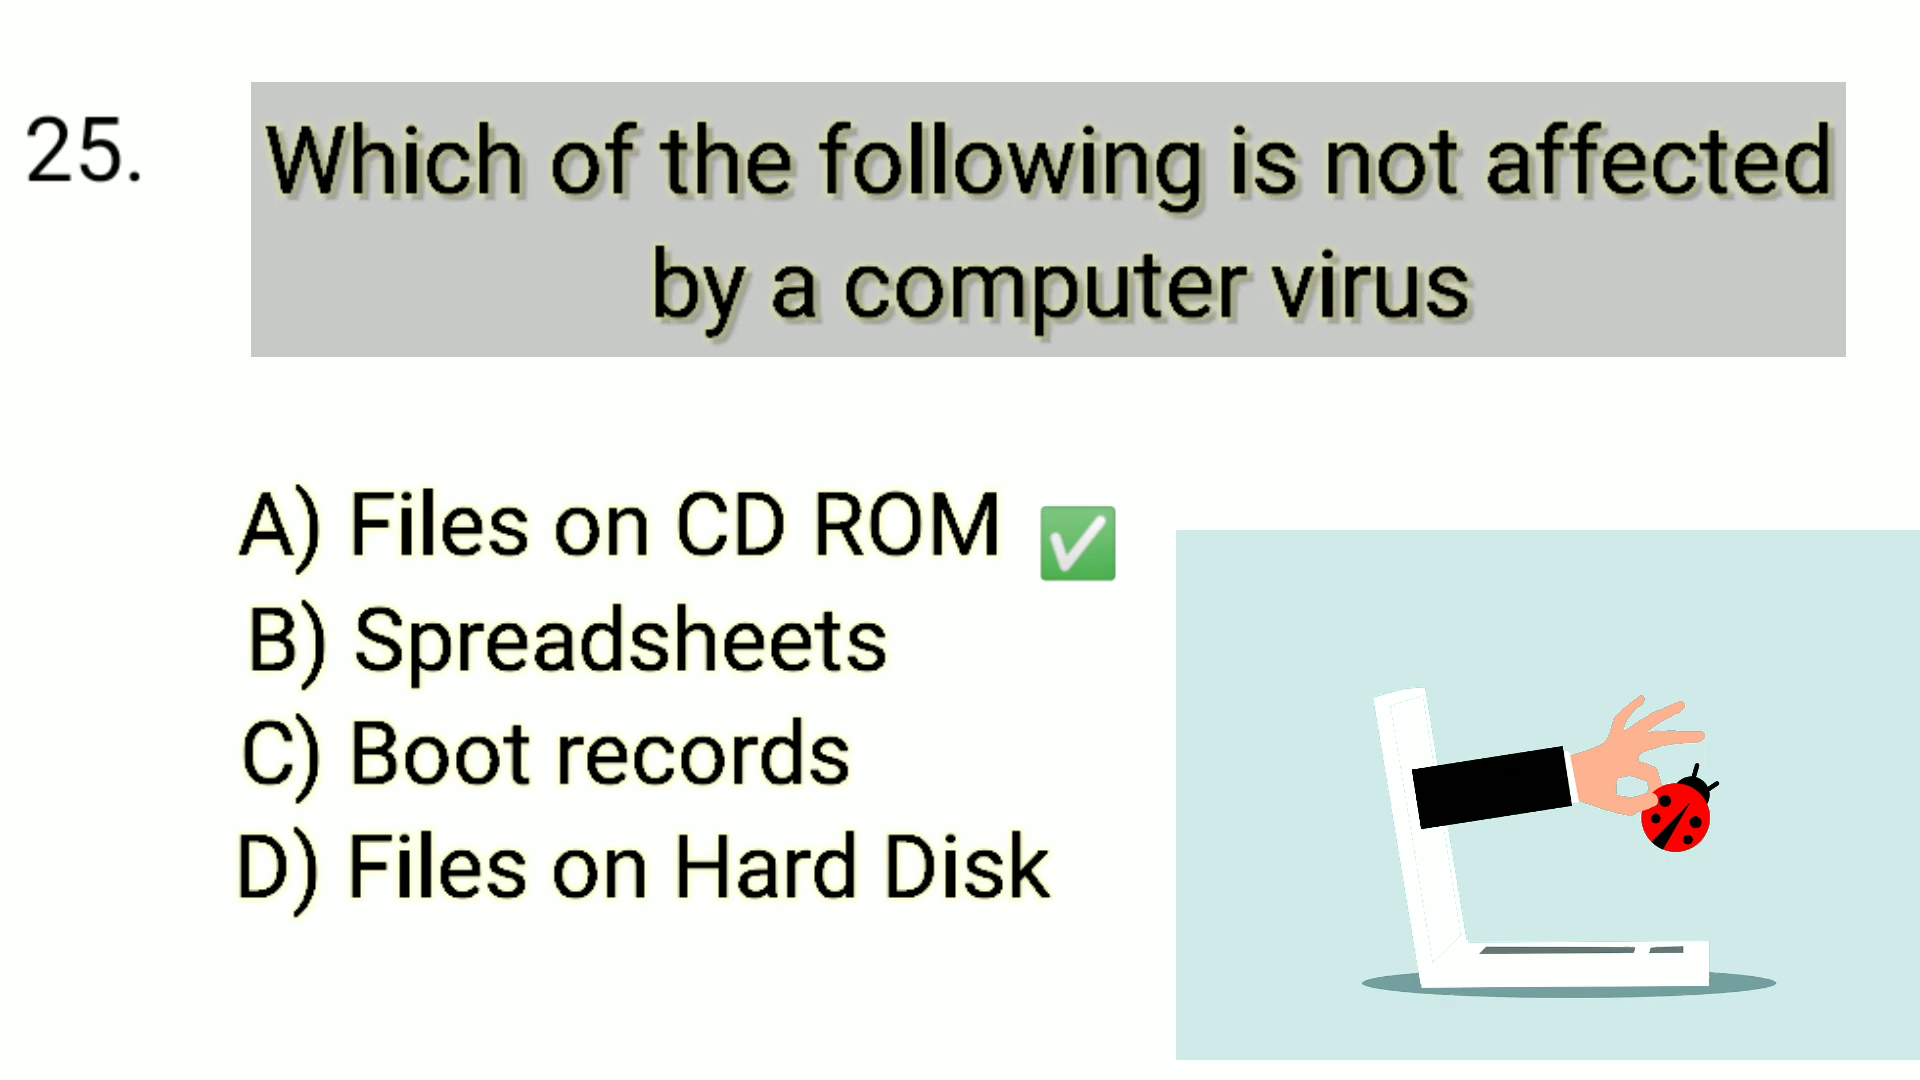 25.
Which of the following is not affected
by a computer virus
A) Files on CD ROM ✅
B) Spreadsheets
C) Boot records
D) Files on Hard Disk